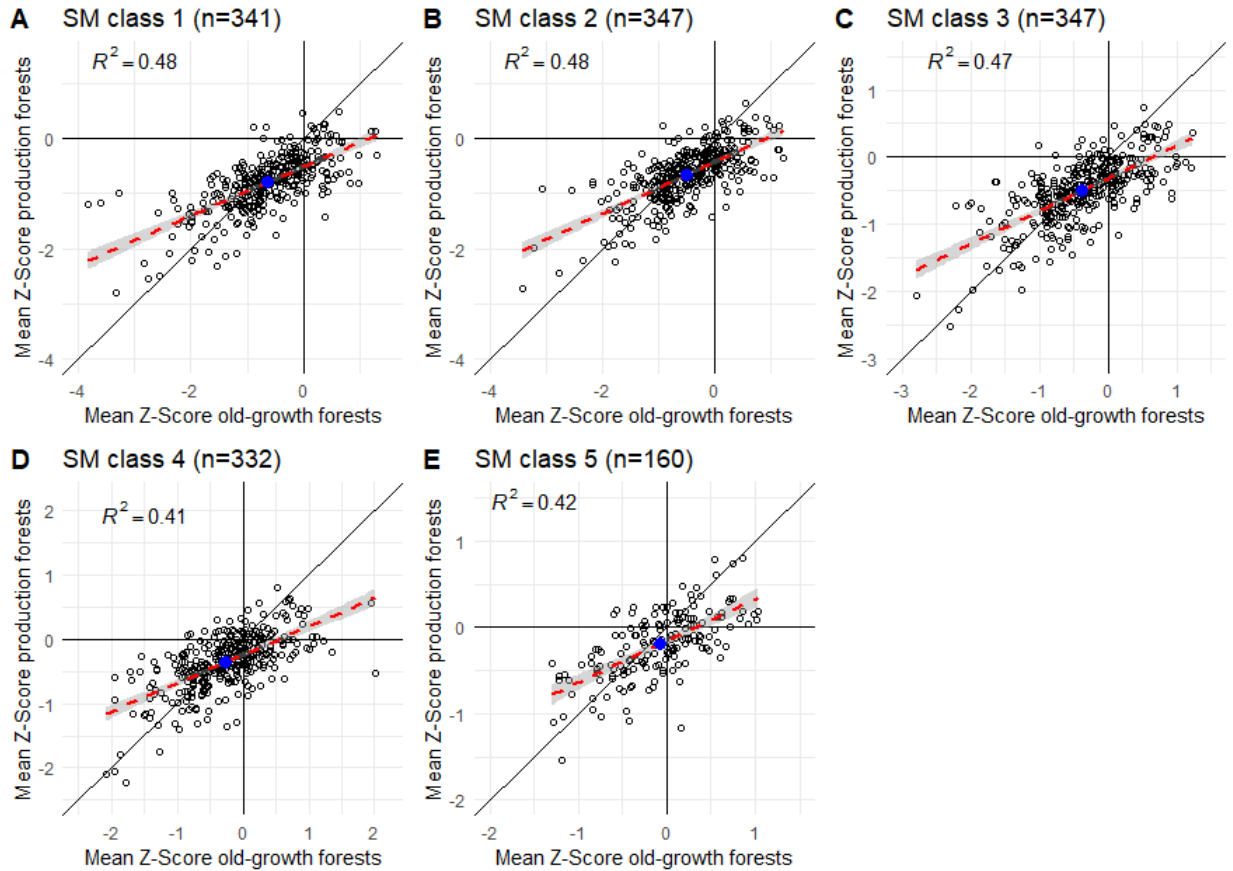 A SM class 1 (n=341)
R² = 0.48
Mean Z-Score production forests
0
-2
-4
-4 -2 0
Mean Z-Score old-growth forests
B SM class 2 (n=347)
R² = 0.48
Mean Z-Score production forests
0
-2
-4
-4 -2 0
Mean Z-Score old-growth forests
C SM class 3 (n=347)
R² = 0.47
Mean Z-Score production forests
1
0
-1
-2
-3
-3 -2 -1 0 1
Mean Z-Score old-growth forests
D SM class 4 (n=332)
R² = 0.41
Mean Z-Score production forests
2
1
0
-1
-2
-2 -1 0 1 2
Mean Z-Score old-growth forests
E SM class 5 (n=160)
R² = 0.42
Mean Z-Score production forests
1
0
-1
-2
-2 -1 0 1
Mean Z-Score old-growth forests